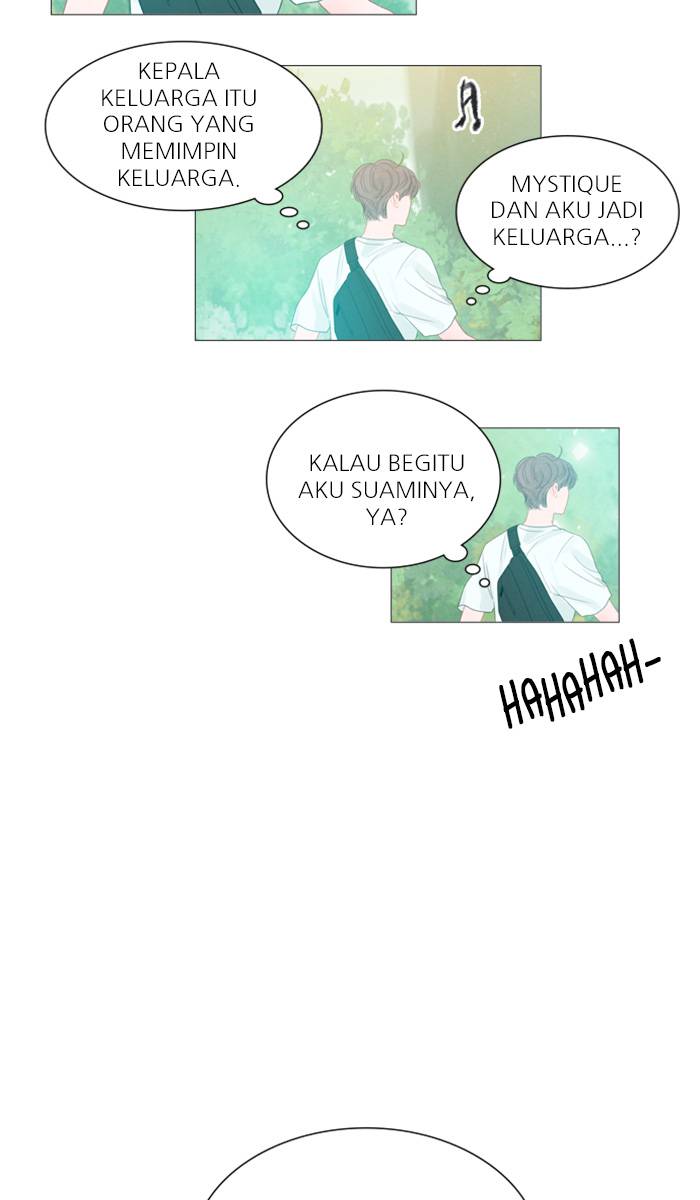 KEPALA
KELUARGA ITU
ORANG YANG
MEMIMPIN
KELUARGA.
MYSTIQUE
DAN AKU JADI
KELUARGA...?
KALAU BEGITU
AKU SUAMINYA,
YA?
HAHAHAH-